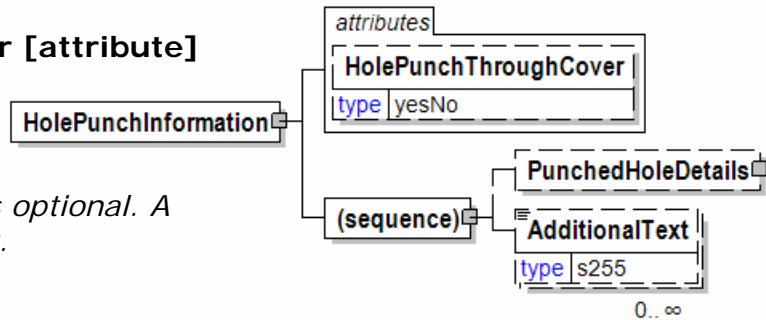 r [attribute]
s optional. A
.
attributes
HolePunchThroughCover
type yesNo
HolePunchInformation
(sequence)
PunchedHoleDetails
AdditionalText
type s255
0..∞